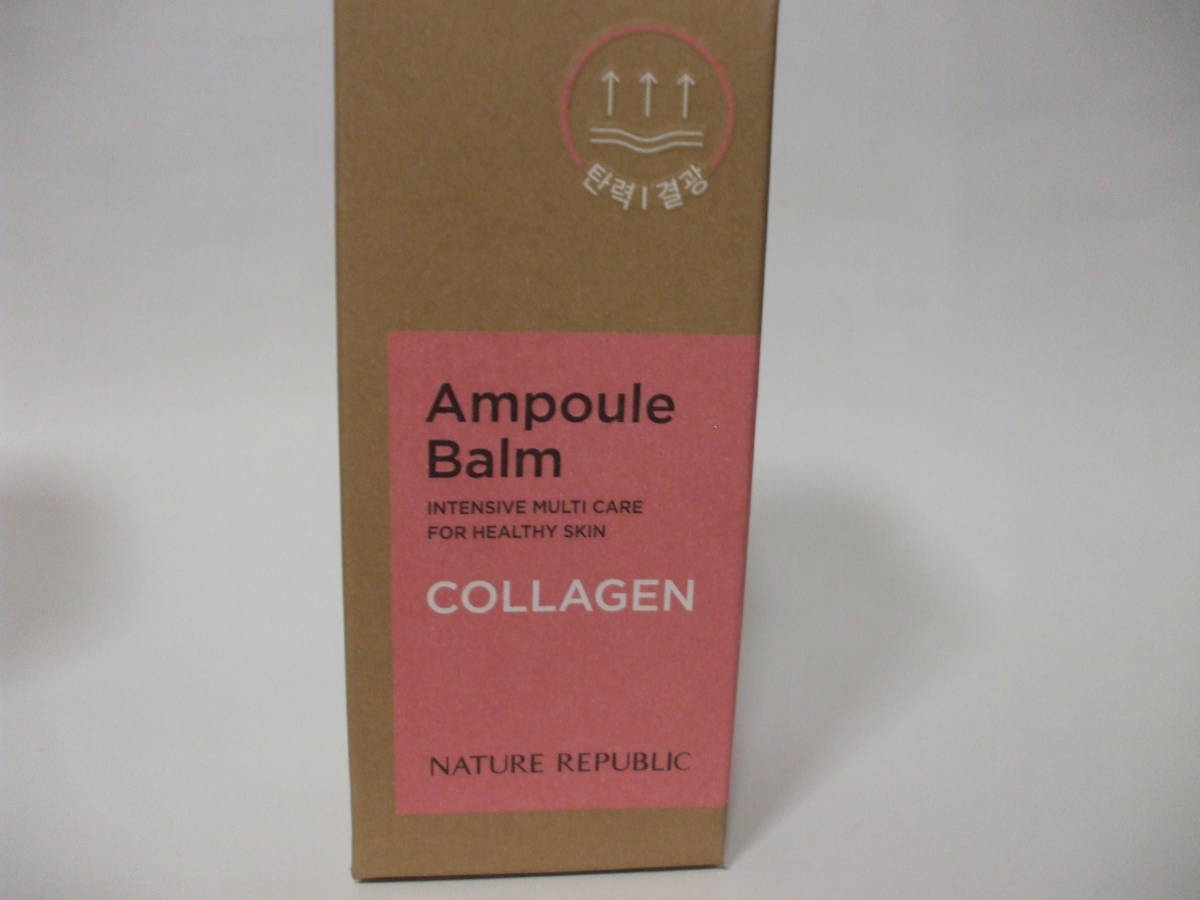 탄력 | 결광
Ampoule
Balm
INTENSIVE MULTI CARE
FOR HEALTHY SKIN
COLLAGEN
NATURE REPUBLIC